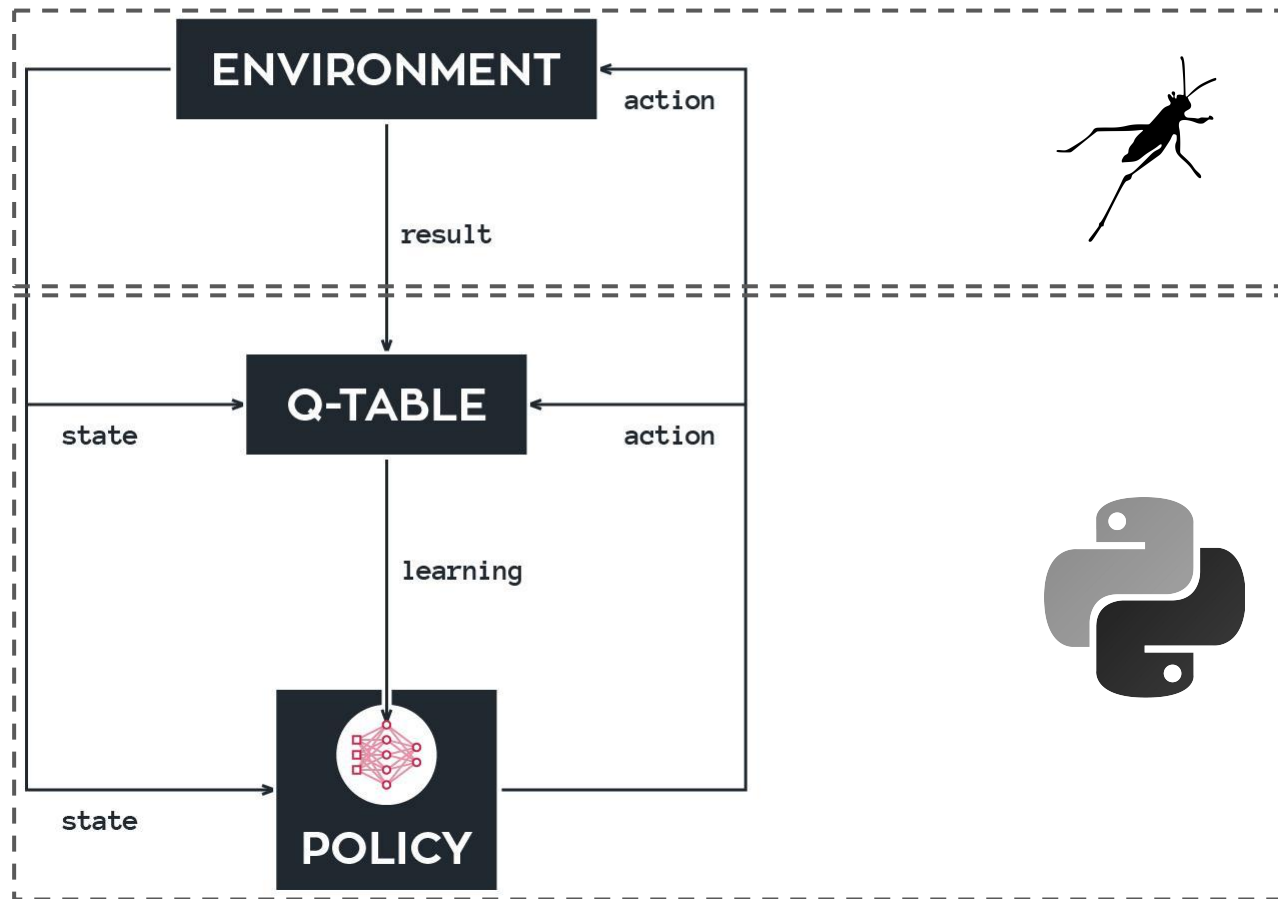 ENVIRONMENT
action
result
Q-TABLE
state
action
learning
state
POLICY